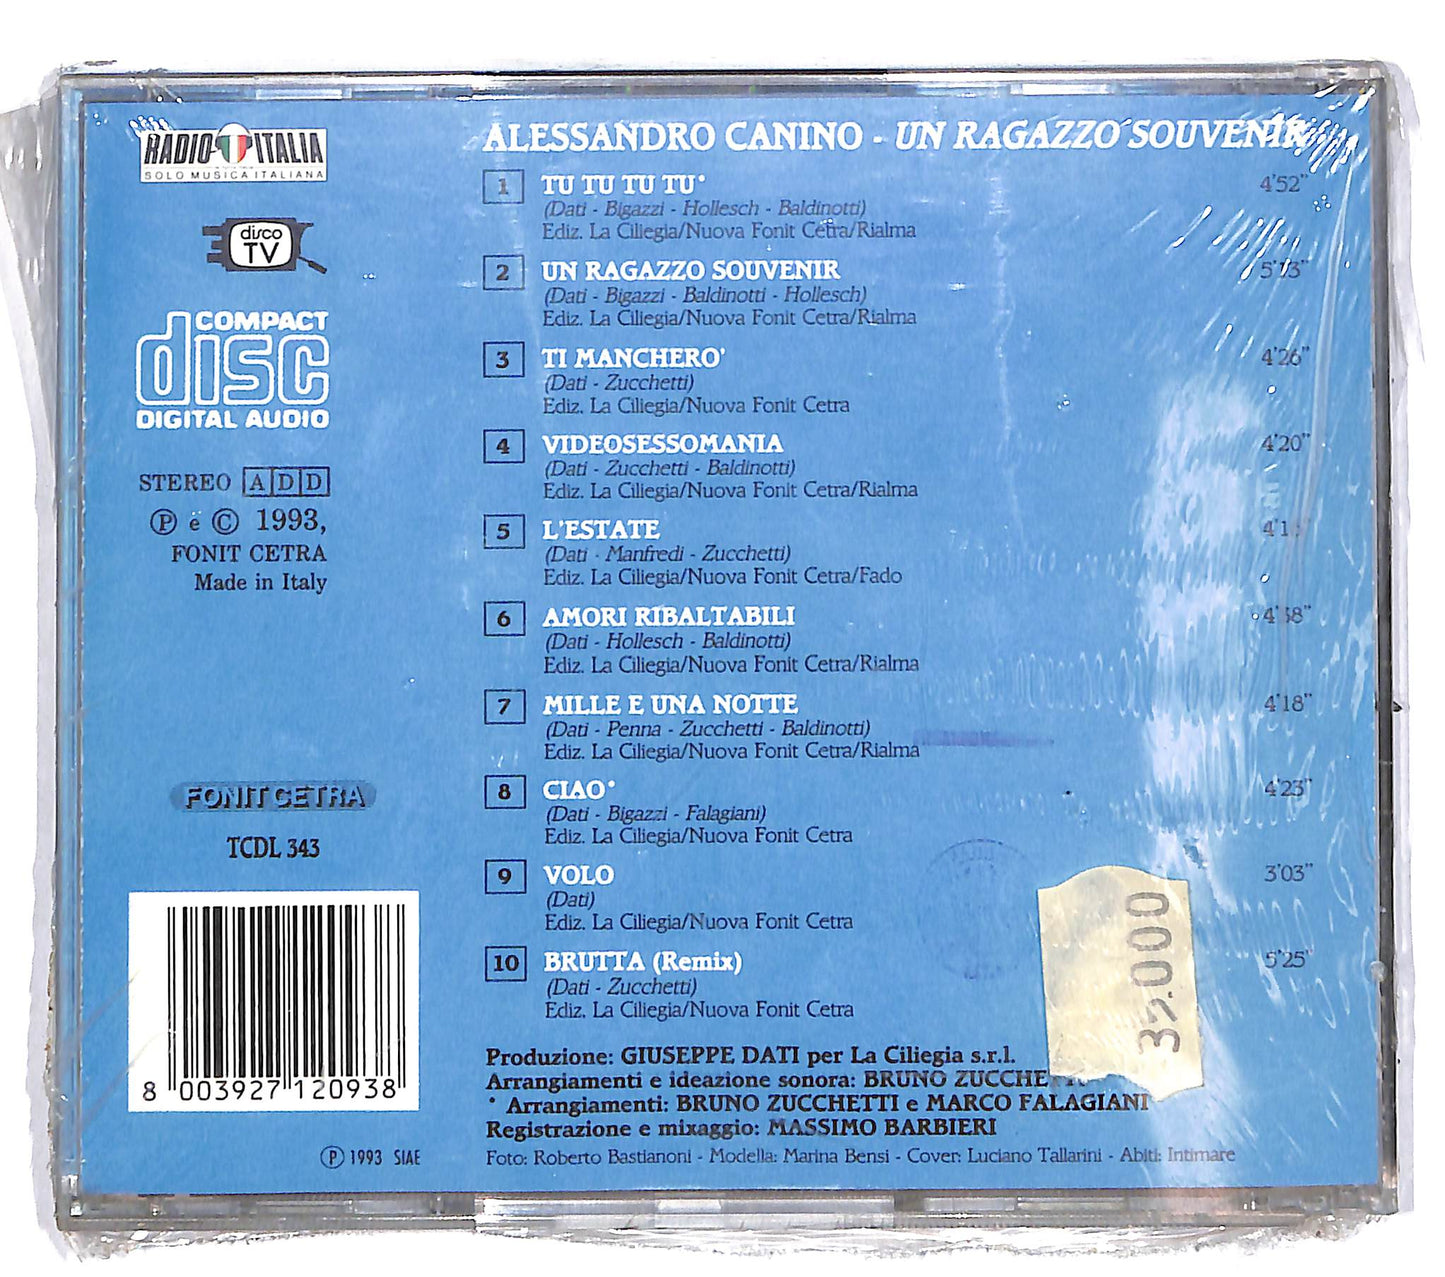 RADIO ITALIA
SOLO MUSICA ITALIANA
disco
TV
COMPACT
disc
DIGITAL AUDIO
STEREO ADD
Ⓟ e © 1993,
FONIT CETRA
Made in Italy
FONIT CETRA
TCDL 343
8 003927 120938
Ⓟ 1993 SIAE
ALESSANDRO CANINO - UN RAGAZZO SOUVENIR
1 TU TU TU TU* 4'52"
(Dati - Bigazzi - Hollesch - Baldinotti)
Ediz. La Ciliegia/Nuova Fonit Cetra/Rialma
2 UN RAGAZZO SOUVENIR
(Dati - Bigazzi - Baldinotti - Hollesch)
Ediz. La Ciliegia/Nuova Fonit Cetra/Rialma
3 TI MANCHERO' 4'26"
(Dati - Zucchetti)
Ediz. La Ciliegia/Nuova Fonit Cetra
4 VIDEOSESSOMANIA 4'20"
(Dati - Zucchetti - Baldinotti)
Ediz. La Ciliegia/Nuova Fonit Cetra/Rialma
5 L'ESTATE
(Dati - Manfredi - Zucchetti)
Ediz. La Ciliegia/Nuova Fonit Cetra/Fado
6 AMORI RIBALTABILI
(Dati - Hollesch - Baldinotti)
Ediz. La Ciliegia/Nuova Fonit Cetra/Rialma
7 MILLE E UNA NOTTE 4'18"
(Dati - Penna - Zucchetti - Baldinotti)
Ediz. La Ciliegia/Nuova Fonit Cetra/Rialma
8 CIAO* 4'23"
(Dati - Bigazzi - Falagiani)
Ediz. La Ciliegia/Nuova Fonit Cetra
9 VOLO 3'03"
(Dati)
Ediz. La Ciliegia/Nuova Fonit Cetra
10 BRUTTA (Remix) 5'25"
(Dati - Zucchetti)
Ediz. La Ciliegia/Nuova Fonit Cetra
Produzione: GIUSEPPE DATI per La Ciliegia s.r.l.
Arrangiamenti e ideazione sonora: BRUNO ZUCCHETTI
* Arrangiamenti: BRUNO ZUCCHETTI e MARCO FALAGIANI
Registrazione e mixaggio: MASSIMO BARBIERI
Foto: Roberto Bastianoni - Modella: Marina Bensi - Cover: Luciano Tallarini - Abiti: Intimare